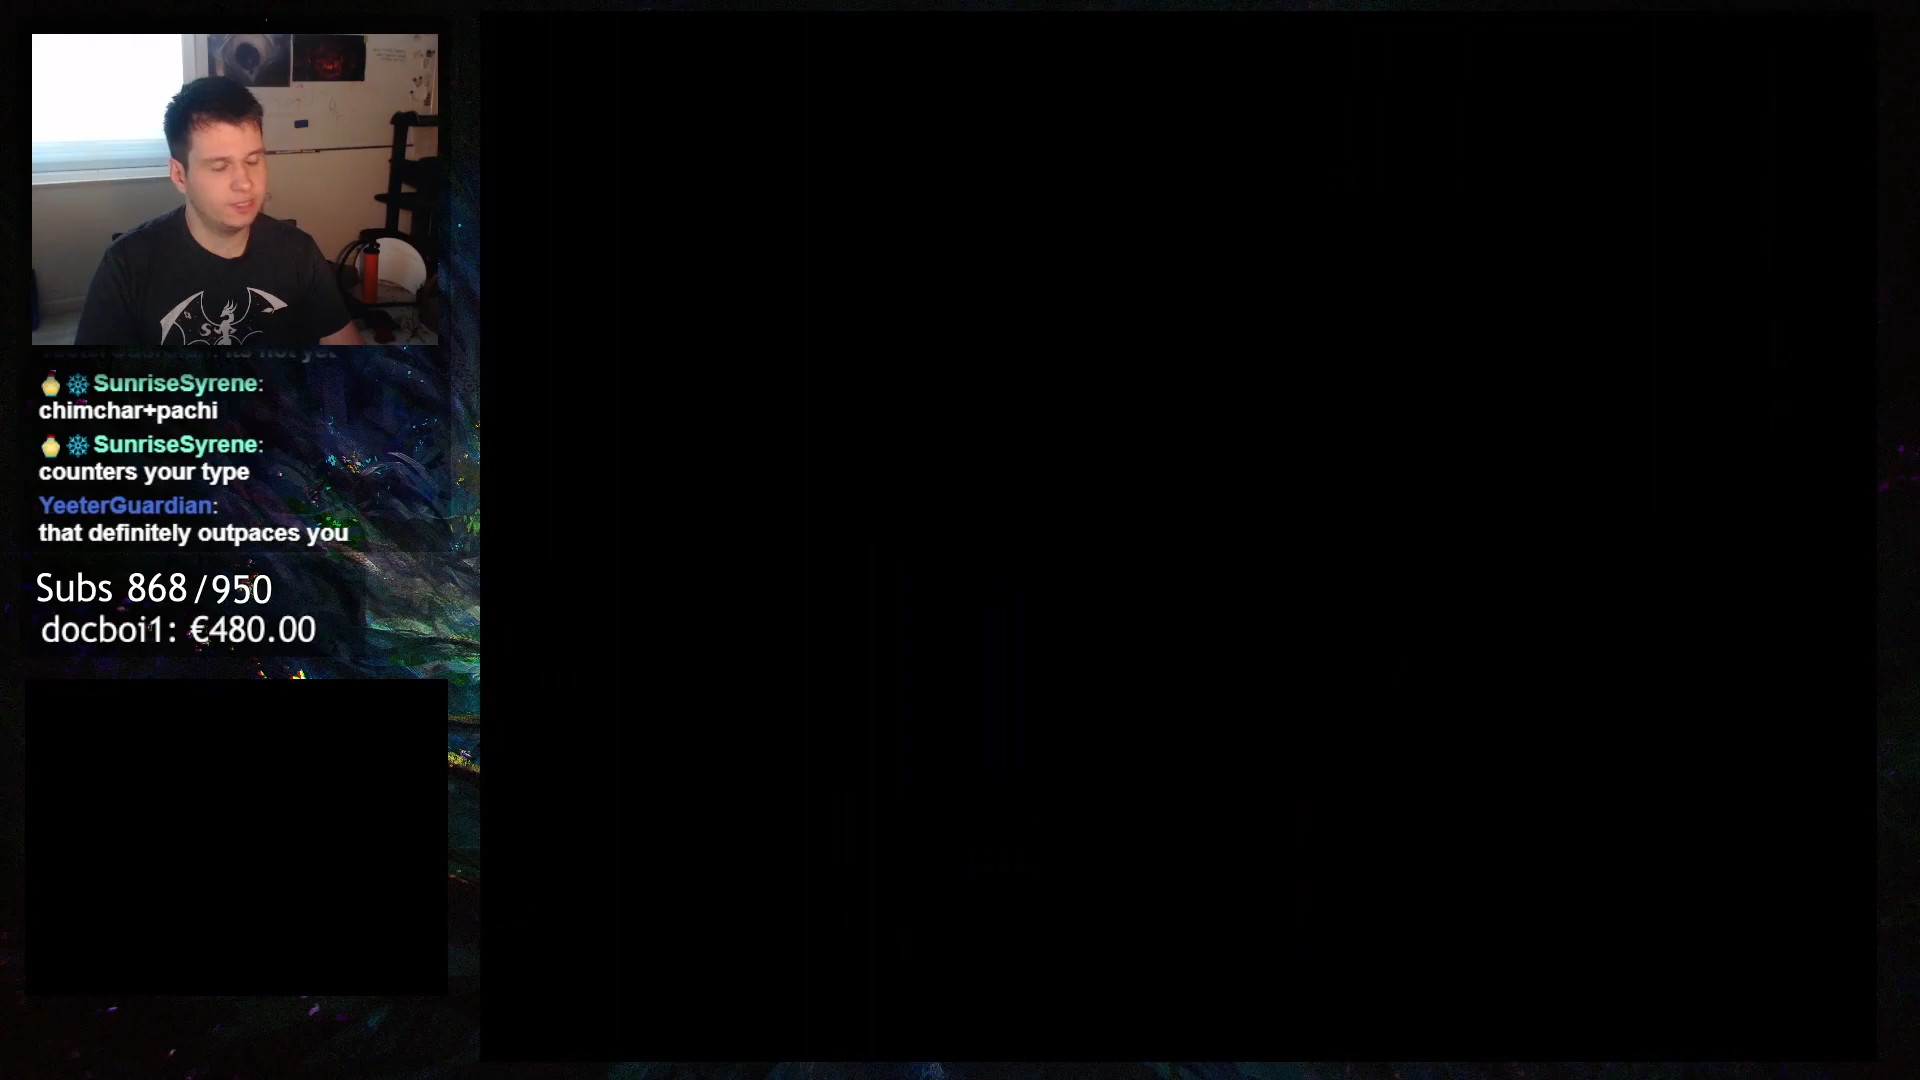 SunriseSyrene:
chimchar+pachi
SunriseSyrene:
counters your type
YeeterGuardian:
that definitely outpaces you
Subs 868/950
docboi1: €480.00